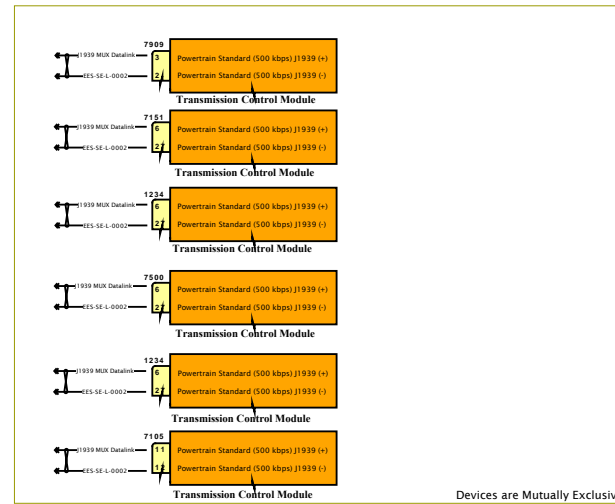 7909
J1939 MUX Datalink 3 Powertrain Standard (500 kbps) J1939 (+)
EES-SE-L-0002 2 Powertrain Standard (500 kbps) J1939 (-)
Transmission Control Module
7151
J1939 MUX Datalink 6 Powertrain Standard (500 kbps) J1939 (+)
EES-SE-L-0002 2 Powertrain Standard (500 kbps) J1939 (-)
Transmission Control Module
1234
J1939 MUX Datalink 6 Powertrain Standard (500 kbps) J1939 (+)
EES-SE-L-0002 2 Powertrain Standard (500 kbps) J1939 (-)
Transmission Control Module
7500
J1939 MUX Datalink 6 Powertrain Standard (500 kbps) J1939 (+)
EES-SE-L-0002 2 Powertrain Standard (500 kbps) J1939 (-)
Transmission Control Module
1234
J1939 MUX Datalink 6 Powertrain Standard (500 kbps) J1939 (+)
EES-SE-L-0002 2 Powertrain Standard (500 kbps) J1939 (-)
Transmission Control Module
7105
J1939 MUX Datalink 11 Powertrain Standard (500 kbps) J1939 (+)
EES-SE-L-0002 Powertrain Standard (500 kbps) J1939 (-)
Transmission Control Module
Devices are Mutually Exclusiv